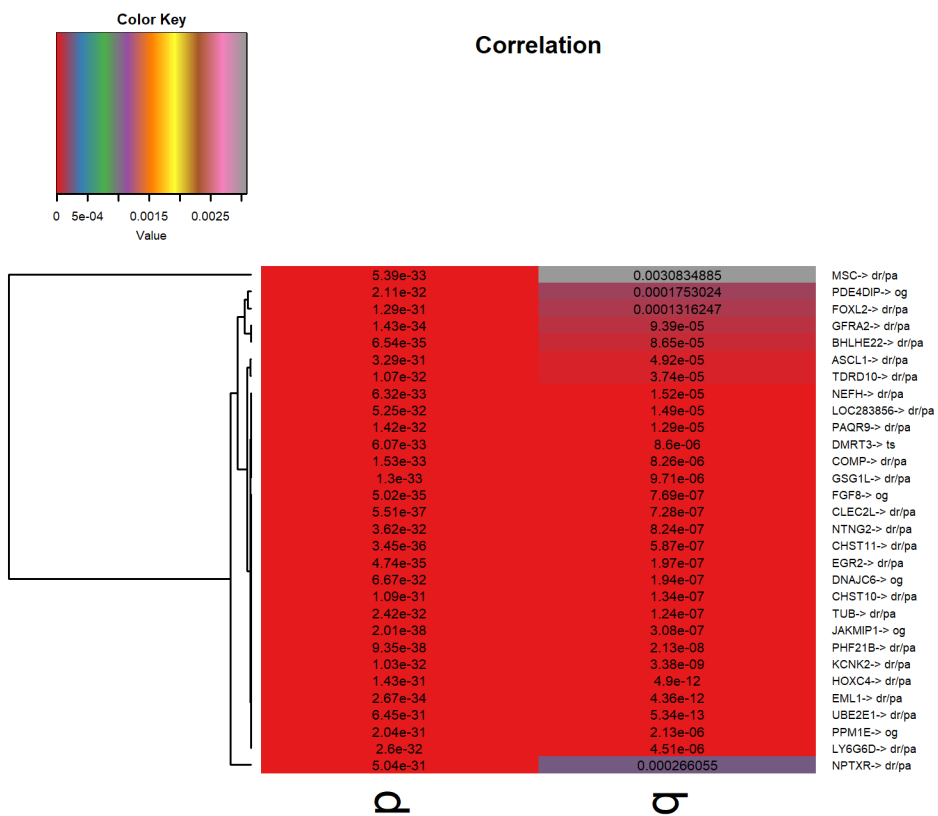 Color Key
Correlation
0 5e-04 0.0015 0.0025
Value
5.39e-33 0.0030834885 MSC-> dr/pa
2.11e-32 0.0001753024 PDE4DIP-> og
1.29e-31 0.0001316247 FOXL2-> dr/pa
1.43e-34 9.39e-05 GFRA2-> dr/pa
6.54e-35 8.65e-05 BHLHE22-> dr/pa
3.29e-31 4.92e-05 ASCL1-> dr/pa
1.07e-32 3.74e-05 TDRD10-> dr/pa
6.32e-33 1.52e-05 NEFH-> dr/pa
5.25e-32 1.49e-05 LOC283856-> dr/pa
1.42e-32 1.29e-05 PAQR9-> dr/pa
6.07e-33 8.6e-06 DMRT3-> ts
1.53e-33 8.26e-06 COMP-> dr/pa
1.3e-33 9.71e-06 GSG1L-> dr/pa
5.02e-35 7.69e-07 FGF8-> og
5.51e-37 7.28e-07 CLEC2L-> dr/pa
3.62e-32 8.24e-07 NTNG2-> dr/pa
3.45e-36 5.87e-07 CHST11-> dr/pa
4.74e-35 1.97e-07 EGR2-> dr/pa
6.67e-32 1.94e-07 DNAJC6-> og
1.09e-31 1.34e-07 CHST10-> dr/pa
2.42e-32 1.24e-07 TUB-> dr/pa
2.01e-38 3.08e-07 JAKMIP1-> og
9.35e-38 2.13e-08 PHF21B-> dr/pa
1.03e-32 3.38e-09 KCNK2-> dr/pa
1.43e-31 4.9e-12 HOXC4-> dr/pa
2.67e-34 4.36e-12 EML1-> dr/pa
6.45e-31 5.34e-13 UBE2E1-> dr/pa
2.04e-31 2.13e-06 PPM1E-> og
2.6e-32 4.51e-06 LY6G6D-> dr/pa
5.04e-31 0.000266055 NPTXR-> dr/pa
p q